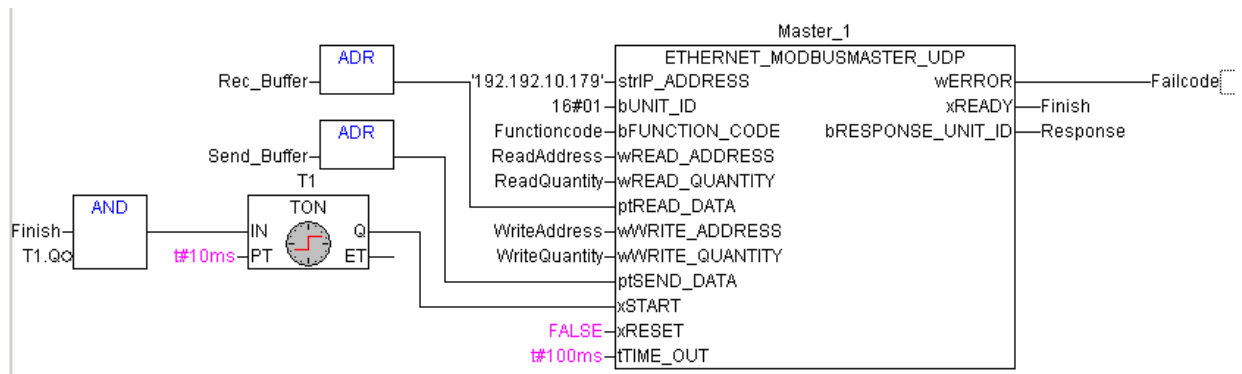 Master_1
ADR
ETHERNET_MODBUSMASTER_UDP
Rec_Buffer
'192.192.10.179' strIP_ADDRESS wERROR Failcode
16#01 bUNIT_ID xREADY Finish
Functioncode bFUNCTION_CODE bRESPONSE_UNIT_ID Response
ADR
Send_Buffer
ReadAddress wREAD_ADDRESS
ReadQuantity wREAD_QUANTITY
ptREAD_DATA
T1
AND
TON
Finish IN Q
T1.Q t#10ms PT ET
WriteAddress wWRITE_ADDRESS
WriteQuantity wWRITE_QUANTITY
ptSEND_DATA
xSTART
FALSE xRESET
t#100ms tTIME_OUT